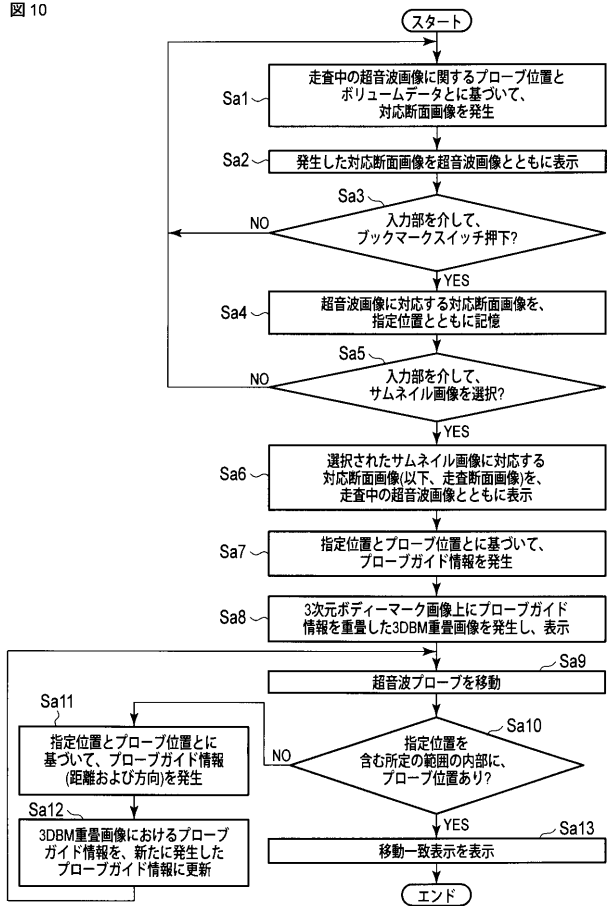 図 10
スタート
Sa1
走査中の超音波画像に関するプローブ位置と
ボリュームデータとに基づいて、
対応断面画像を発生
Sa2
発生した対応断面画像を超音波画像とともに表示
Sa3
入力部を介して、
ブックマークスイッチ押下?
NO
YES
Sa4
超音波画像に対応する対応断面画像を、
指定位置とともに記憶
Sa5
入力部を介して、
サムネイル画像を選択?
NO
YES
Sa6
選択されたサムネイル画像に対応する
対応断面画像(以下、走査断面画像)を、
走査中の超音波画像とともに表示
Sa7
指定位置とプローブ位置とに基づいて、
プローブガイド情報を発生
Sa8
3次元ボディーマーク画像上にプローブガイド
情報を重畳した3DBM重畳画像を発生し、表示
Sa9
超音波プローブを移動
Sa10
指定位置を
含む所定の範囲の内部に、
プローブ位置あり?
NO
YES
Sa11
指定位置とプローブ位置とに
基づいて、プローブガイド情報
(距離および方向)を発生
Sa12
3DBM重畳画像におけるプローブ
ガイド情報を、新たに発生した
プローブガイド情報に更新
Sa13
移動一致表示を表示
エンド